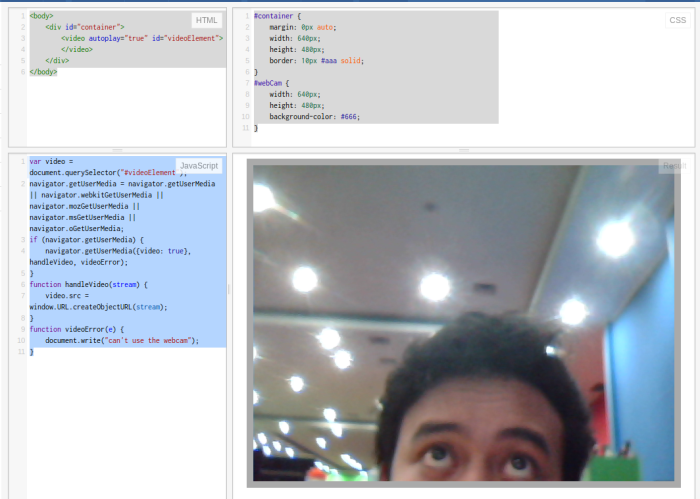 HTML
1 <body>
2 <div id="container">
3 <video autoplay="true" id="videoElement">
4 </video>
5 </div>
6 </body>
CSS
1 #container {
2 margin: 0px auto;
3 width: 640px;
4 height: 480px;
5 border: 10px #aaa solid;
6 }
7 #webCam {
8 width: 640px;
9 height: 480px;
10 background-color: #666;
11 }
JavaScript
1 var video =
document.querySelector("#videoElement");
2 navigator.getUserMedia = navigator.getUserMedia
|| navigator.webkitGetUserMedia ||
navigator.mozGetUserMedia ||
navigator.msGetUserMedia ||
navigator.oGetUserMedia;
3 if (navigator.getUserMedia) {
4 navigator.getUserMedia({video: true},
handleVideo, videoError);
5 }
6 function handleVideo(stream) {
7 video.src =
window.URL.createObjectURL(stream);
8 }
9 function videoError(e) {
10 document.write("can't use the webcam");
11 }
Result